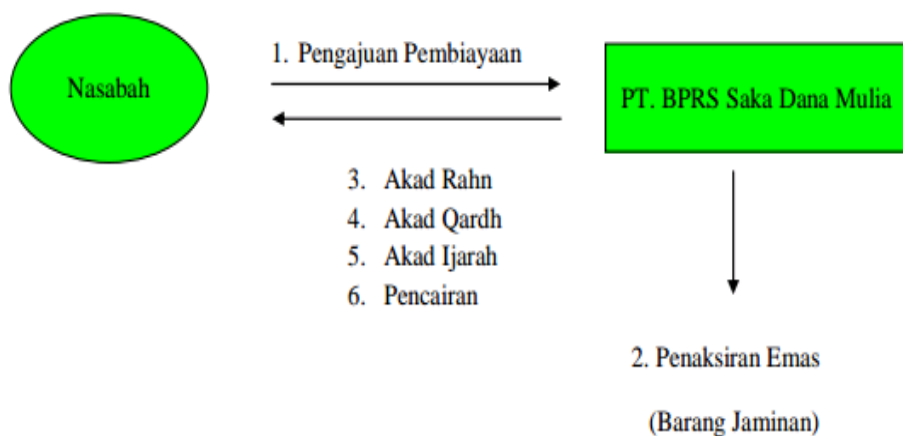 1. Pengajuan Pembiayaan
Nasabah
PT. BPRS Saka Dana Mulia
3. Akad Rahn
4. Akad Qardh
5. Akad Ijarah
6. Pencairan
2. Penaksiran Emas
(Barang Jaminan)